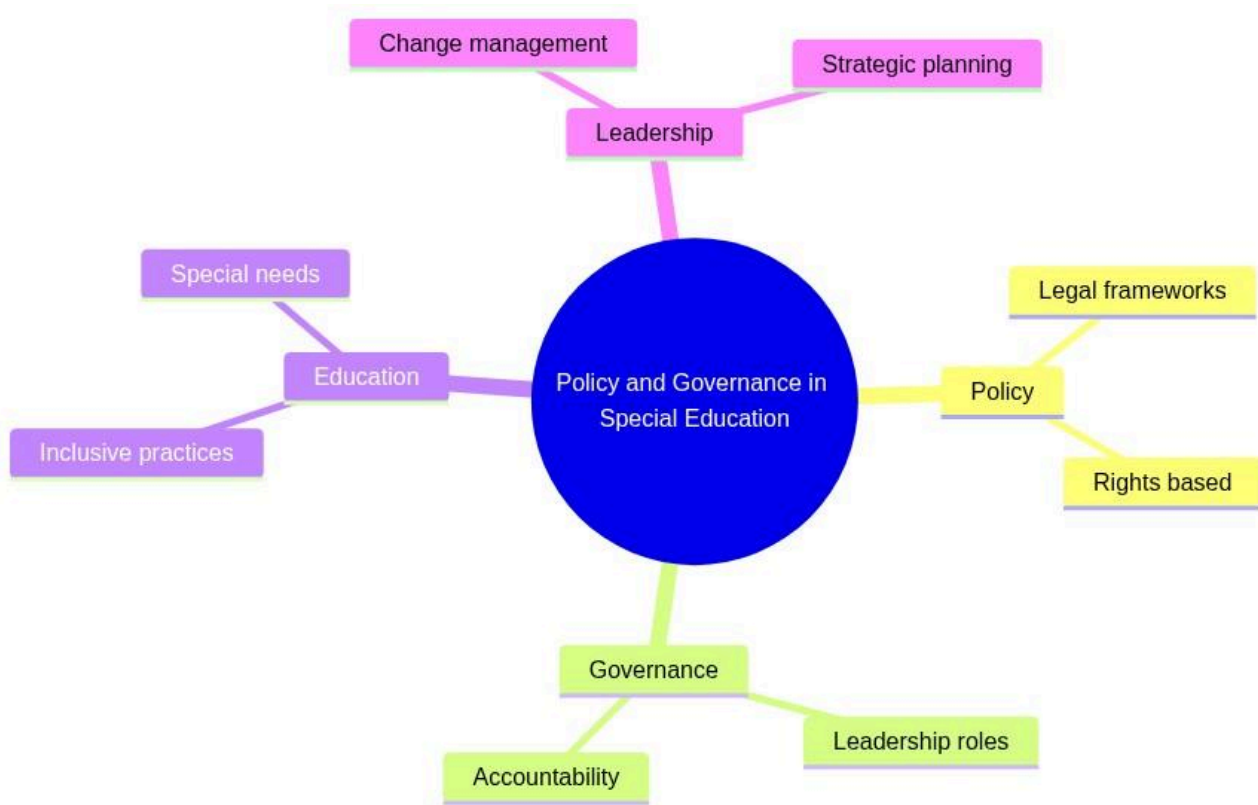 Change management
Strategic planning
Leadership
Special needs
Legal frameworks
Education
Policy and Governance in
Special Education
Policy
Inclusive practices
Rights based
Governance
Leadership roles
Accountability